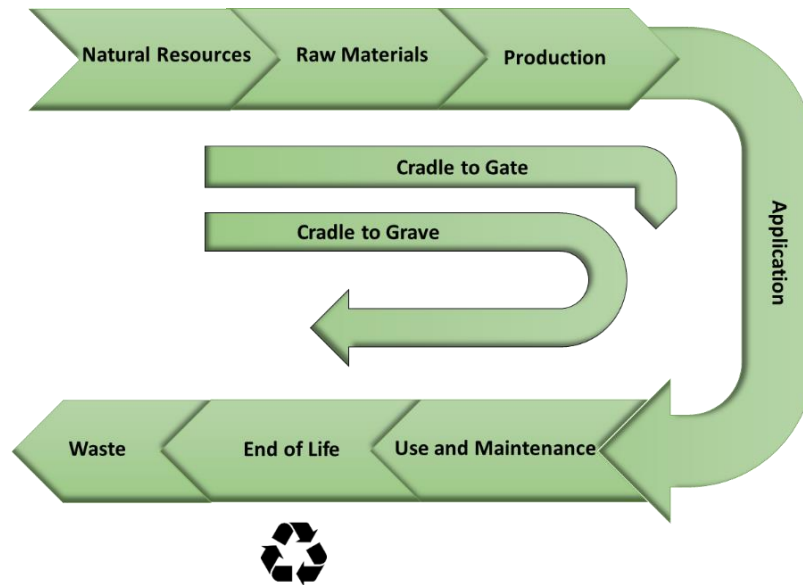 Natural Resources
Raw Materials
Production
Cradle to Gate
Cradle to Grave
Application
Waste
End of Life
Use and Maintenance